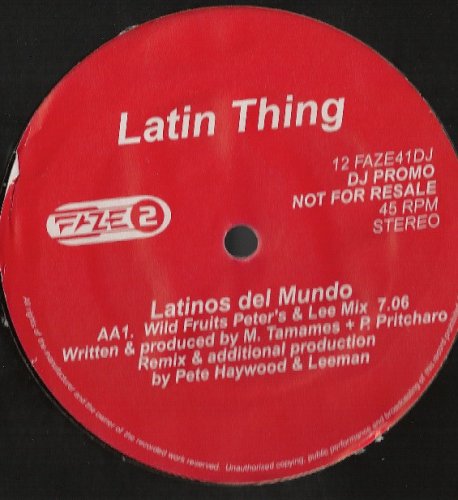 Latin Thing
12 FAZE41DJ
DJ PROMO
NOT FOR RESALE
45 RPM
STEREO
FAZE 2
Latinos del Mundo
AA1. Wild Fruits Peter's & Lee Mix 7.06
Written & produced by M. Tamames + P. Pritcharo
Remix & additional production
by Pete Haywood & Leeman
All rights of the manufacturer and the owner of the recorded work reserved. Unauthorised copying, public performance and broadcasting of this record